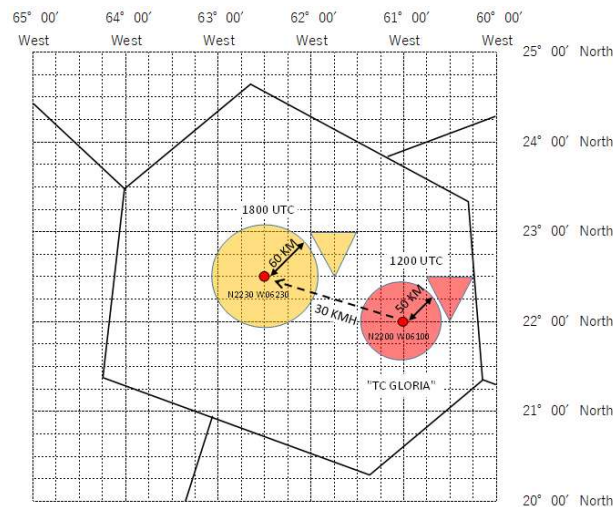 65° 00' 64° 00' 63° 00' 62° 00' 61° 00' 60° 00'
West West West West West West
25° 00' North
24° 00' North
23° 00' North
22° 00' North
21° 00' North
20° 00' North
1800 UTC
60 KM
N2230 W06230
30 KMH
1200 UTC
50 KM
N2200 W06100
"TC GLORIA"